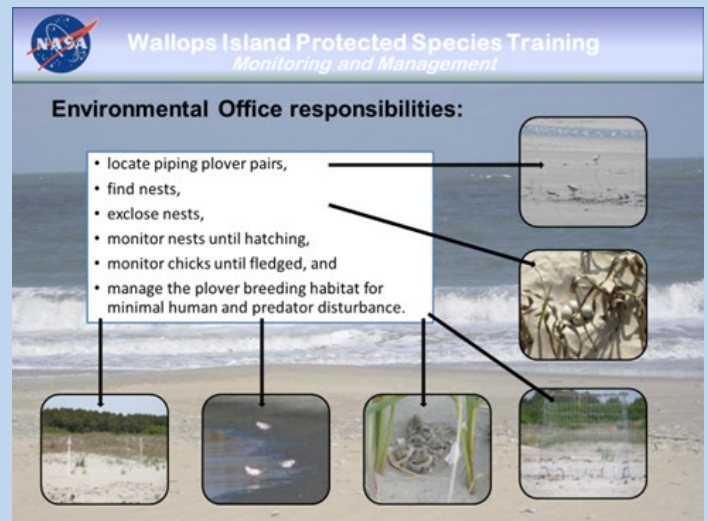 NASA
Wallops Island Protected Species Training
Monitoring and Management
Environmental Office responsibilities:
• locate piping plover pairs,
• find nests,
• exclose nests,
• monitor nests until hatching,
• monitor chicks until fledged, and
• manage the plover breeding habitat for
minimal human and predator disturbance.